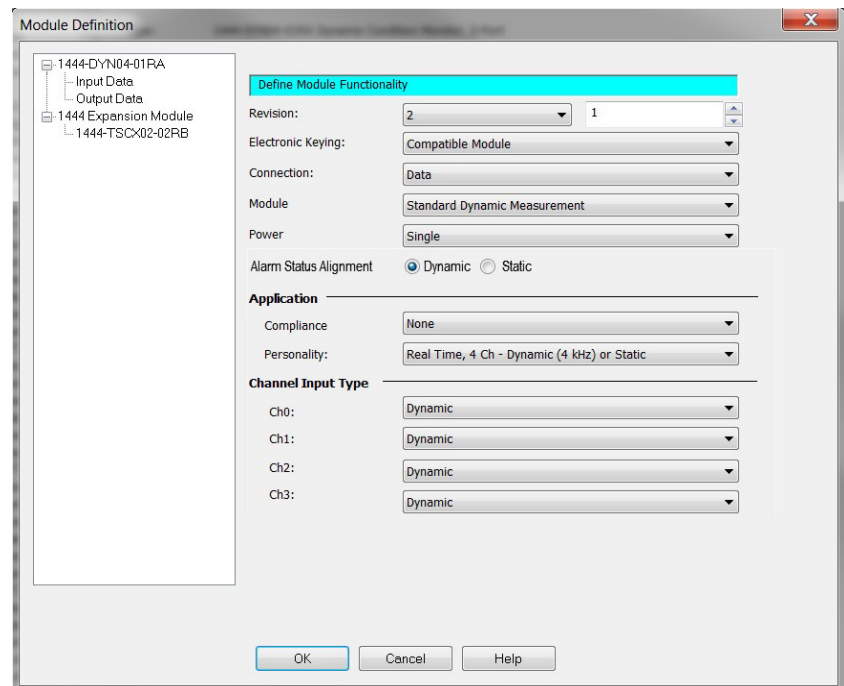 Module Definition
1444-DYN04-01RA
Input Data
Output Data
1444 Expansion Module
1444-TSCX02-02RB
Define Module Functionality
Revision: 2 1
Electronic Keying: Compatible Module
Connection: Data
Module Standard Dynamic Measurement
Power Single
Alarm Status Alignment Dynamic Static
Application
Compliance None
Personality: Real Time, 4 Ch - Dynamic (4 kHz) or Static
Channel Input Type
Ch0: Dynamic
Ch1: Dynamic
Ch2: Dynamic
Ch3: Dynamic
OK Cancel Help